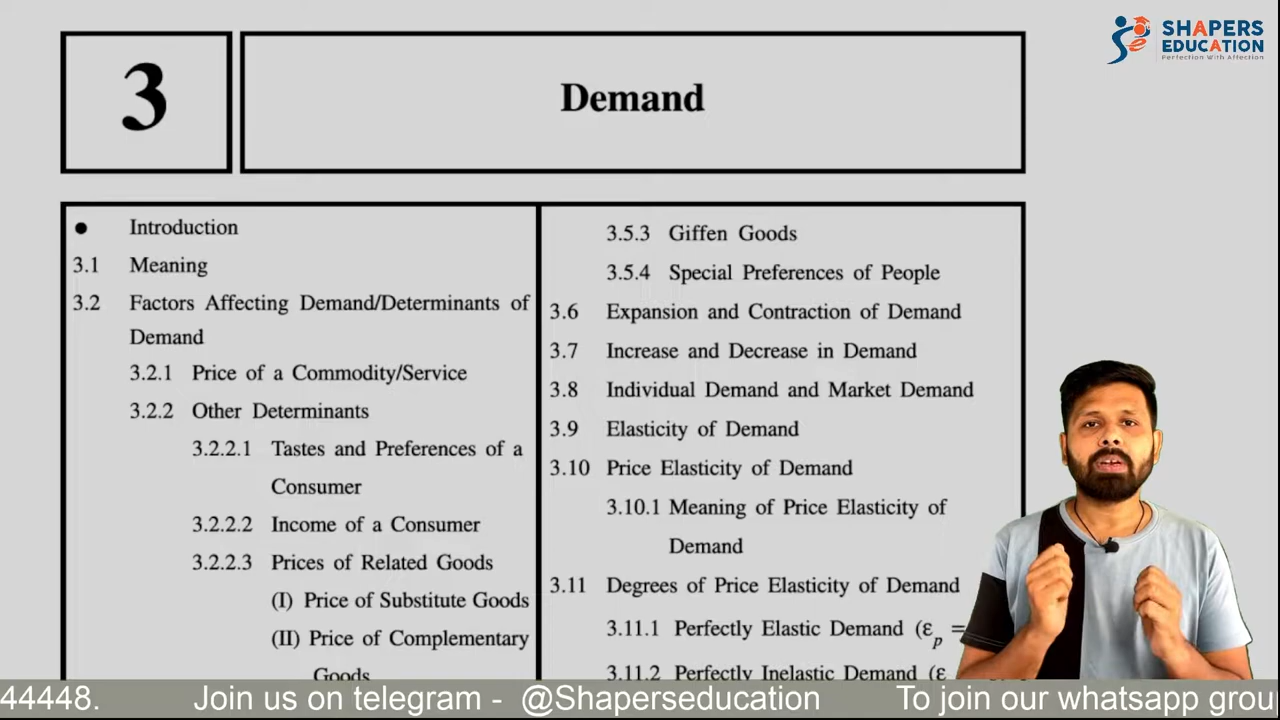 SHAPERS
EDUCATION
Perfection With Affection
3
Demand
• Introduction
3.1 Meaning
3.2 Factors Affecting Demand/Determinants of
Demand
3.2.1 Price of a Commodity/Service
3.2.2 Other Determinants
3.2.2.1 Tastes and Preferences of a
Consumer
3.2.2.2 Income of a Consumer
3.2.2.3 Prices of Related Goods
(I) Price of Substitute Goods
(II) Price of Complementary
Goods
3.5.3 Giffen Goods
3.5.4 Special Preferences of People
3.6 Expansion and Contraction of Demand
3.7 Increase and Decrease in Demand
3.8 Individual Demand and Market Demand
3.9 Elasticity of Demand
3.10 Price Elasticity of Demand
3.10.1 Meaning of Price Elasticity of
Demand
3.11 Degrees of Price Elasticity of Demand
3.11.1 Perfectly Elastic Demand (εp =
3.11.2 Perfectly Inelastic Demand (ε
44448. Join us on telegram - @Shaperseducation To join our whatsapp grou